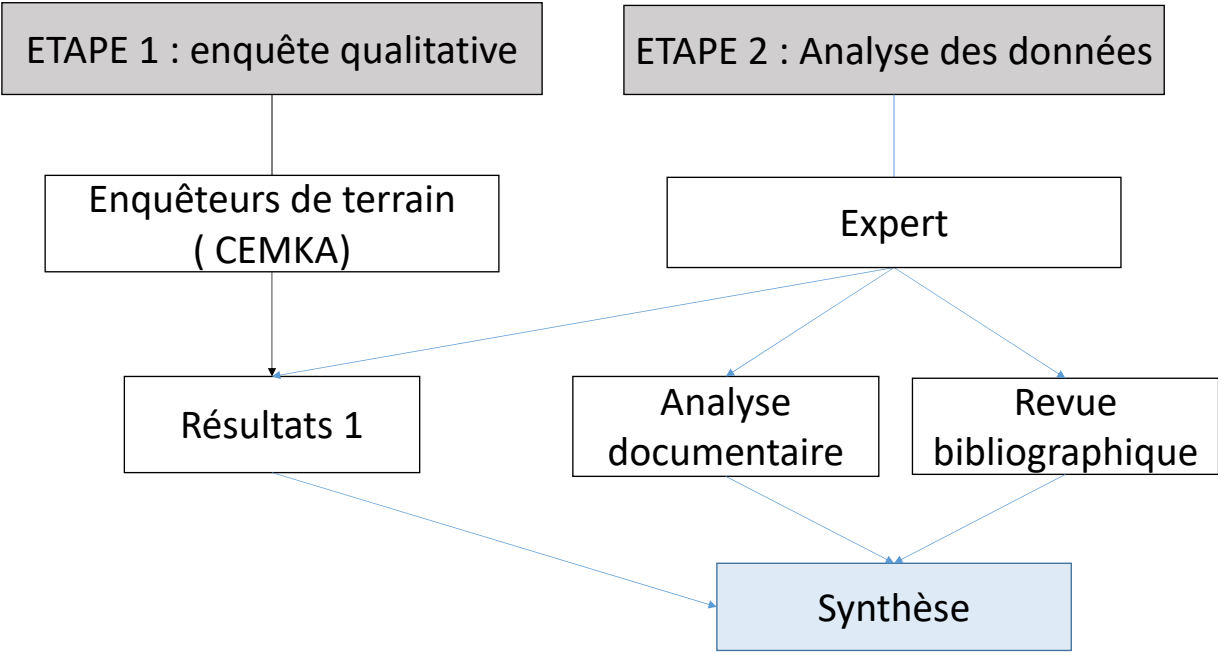 ETAPE 1 : enquête qualitative
ETAPE 2 : Analyse des données
Enquêteurs de terrain
( CEMKA)
Expert
Résultats 1
Analyse
documentaire
Revue
bibliographique
Synthèse